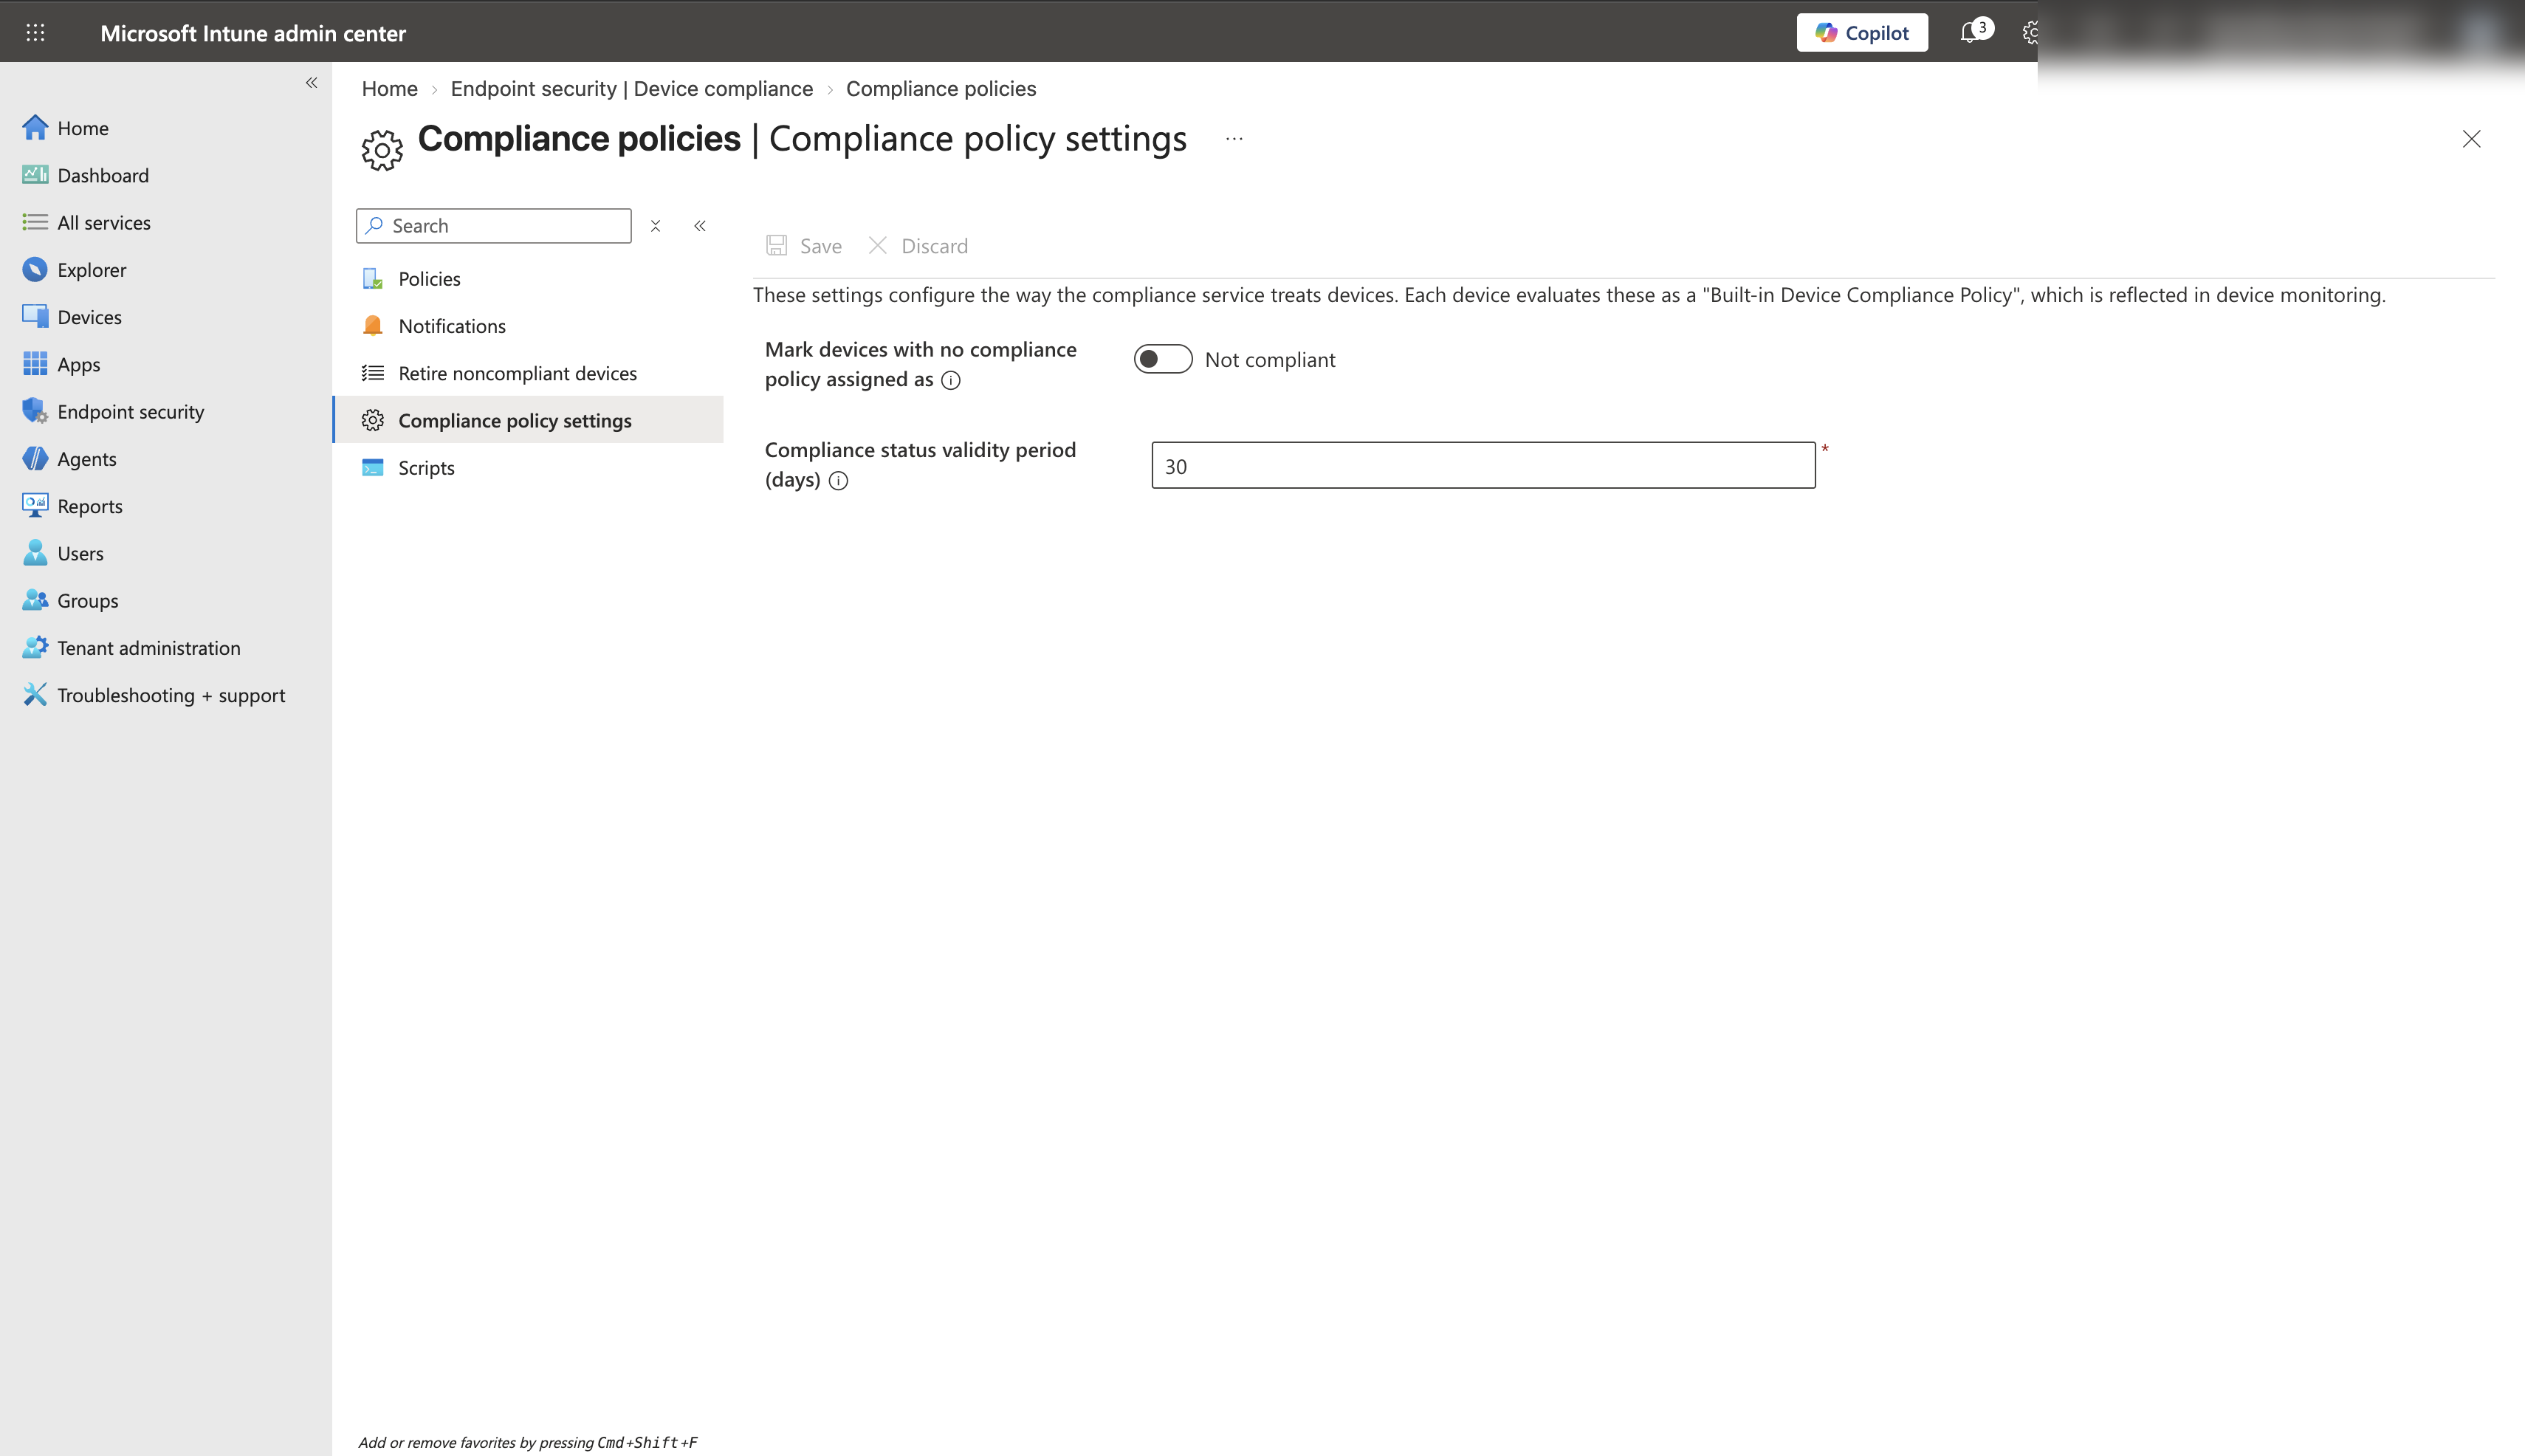 Microsoft Intune admin center
Copilot
3
Home
Dashboard
All services
Explorer
Devices
Apps
Endpoint security
Agents
Reports
Users
Groups
Tenant administration
Troubleshooting + support
Home > Endpoint security | Device compliance > Compliance policies
Compliance policies | Compliance policy settings ...
Search
Policies
Notifications
Retire noncompliant devices
Compliance policy settings
Scripts
Save Discard
These settings configure the way the compliance service treats devices. Each device evaluates these as a "Built-in Device Compliance Policy", which is reflected in device monitoring.
Mark devices with no compliance
policy assigned as
Not compliant
Compliance status validity period
(days)
30 *
Add or remove favorites by pressing Cmd+Shift+F